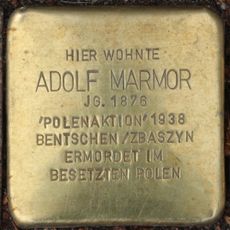 HIER WOHNTE
ADOLF MARMOR
JG. 1876
'POLENAKTION' 1938
BENTSCHEN / ZBASZYN
ERMORDET IM
BESETZTEN POLEN